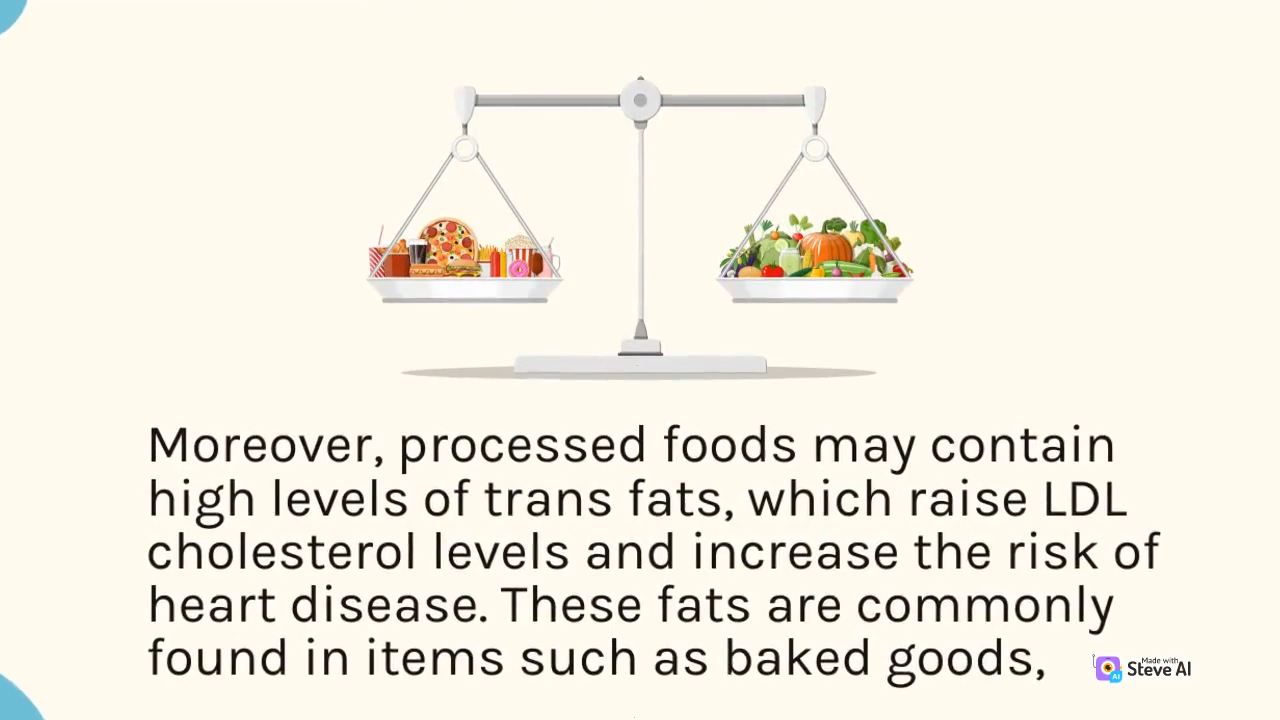 Moreover, processed foods may contain
high levels of trans fats, which raise LDL
cholesterol levels and increase the risk of
heart disease. These fats are commonly
found in items such as baked goods,
Made with
Steve AI
AI